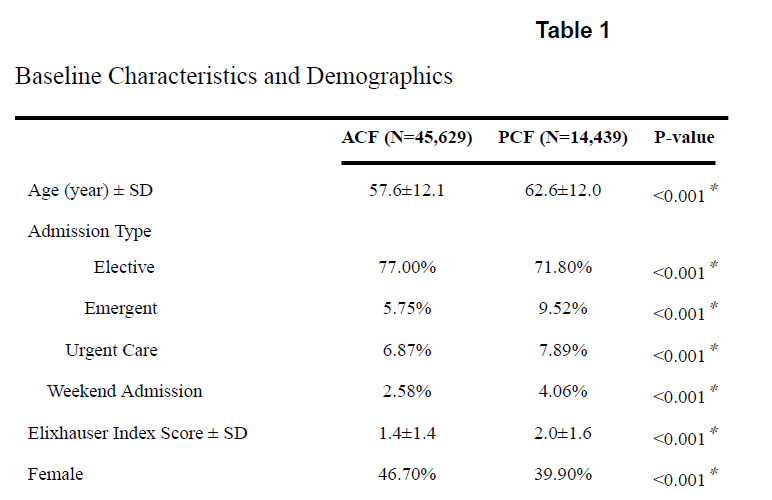 Table 1
Baseline Characteristics and Demographics
ACF (N=45,629) PCF (N=14,439) P-value
Age (year) ± SD 57.6±12.1 62.6±12.0 <0.001*
Admission Type
Elective 77.00% 71.80% <0.001*
Emergent 5.75% 9.52% <0.001*
Urgent Care 6.87% 7.89% <0.001*
Weekend Admission 2.58% 4.06% <0.001*
Elixhauser Index Score ± SD 1.4±1.4 2.0±1.6 <0.001*
Female 46.70% 39.90% <0.001*